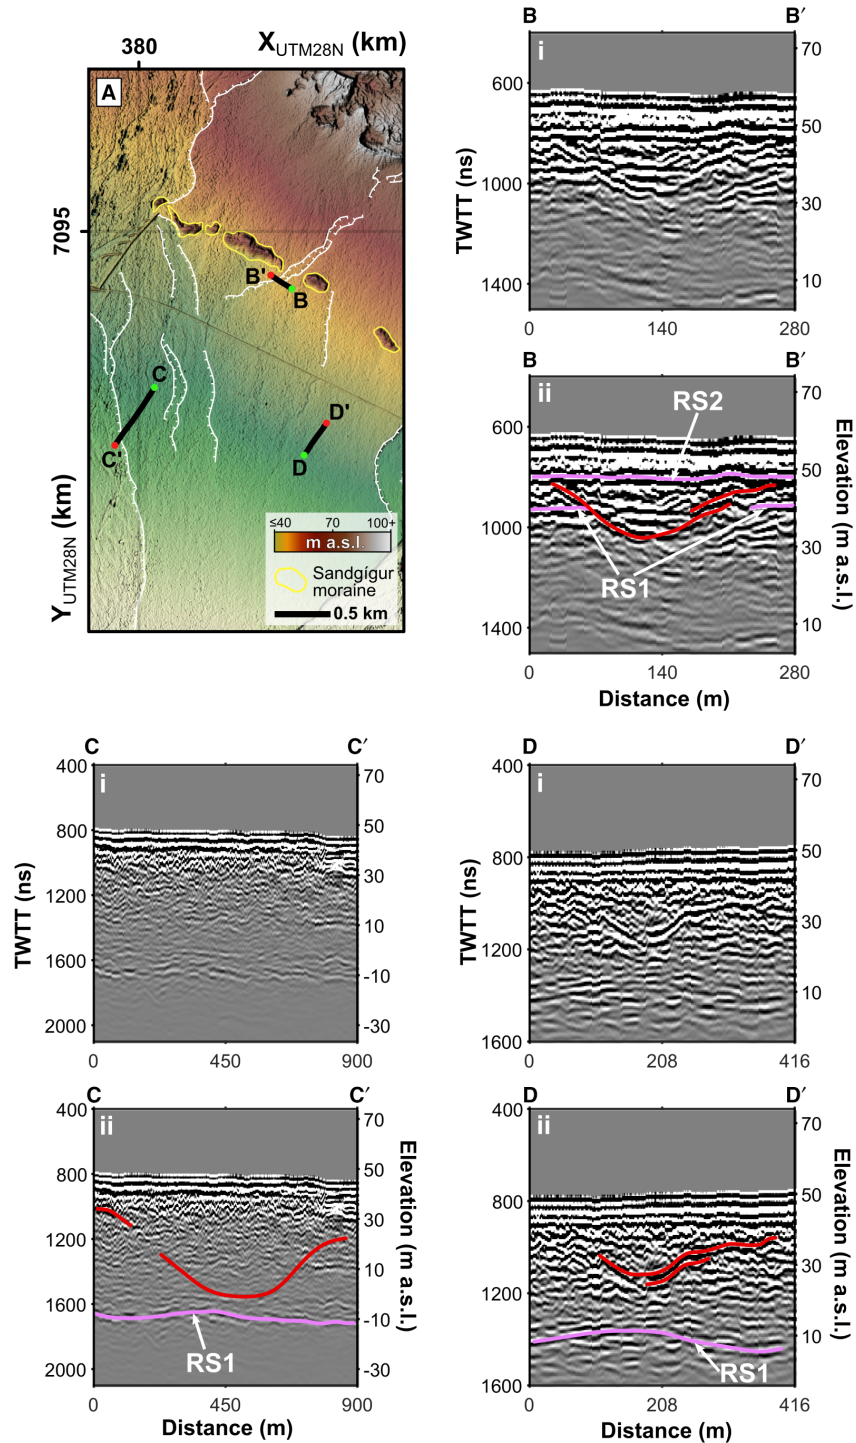 X UTM28N (km)
380
A
7095
Y UTM28N (km)
B'
B
C
C'
D'
D
≤40 70 100+
m a.s.l.
Sandgígur
moraine
0.5 km
B B′
i
600
1000
1400
TWTT (ns)
70
50
30
10
0 140 280
B B′
ii
RS2
RS1
600
1000
1400
70
50
30
10
Elevation (m a.s.l.)
0 140 280
Distance (m)
C C′
i
400
800
1200
1600
2000
TWTT (ns)
70
50
30
10
-10
-30
0 450 900
D D′
i
400
800
1200
1600
TWTT (ns)
70
50
30
10
0 208 416
C C′
ii
400
800
1200
1600
2000
RS1
70
50
30
10
-10
-30
Elevation (m a.s.l.)
0 450 900
Distance (m)
D D′
ii
400
800
1200
1600
RS1
70
50
30
10
Elevation (m a.s.l.)
0 208 416
Distance (m)